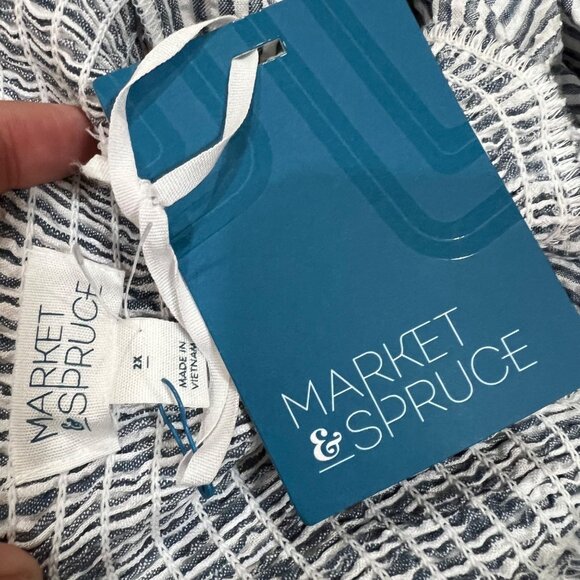 MARKET
& SPRUCE
2X
MADE IN
VIETNAM
MARKET
& SPRUCE